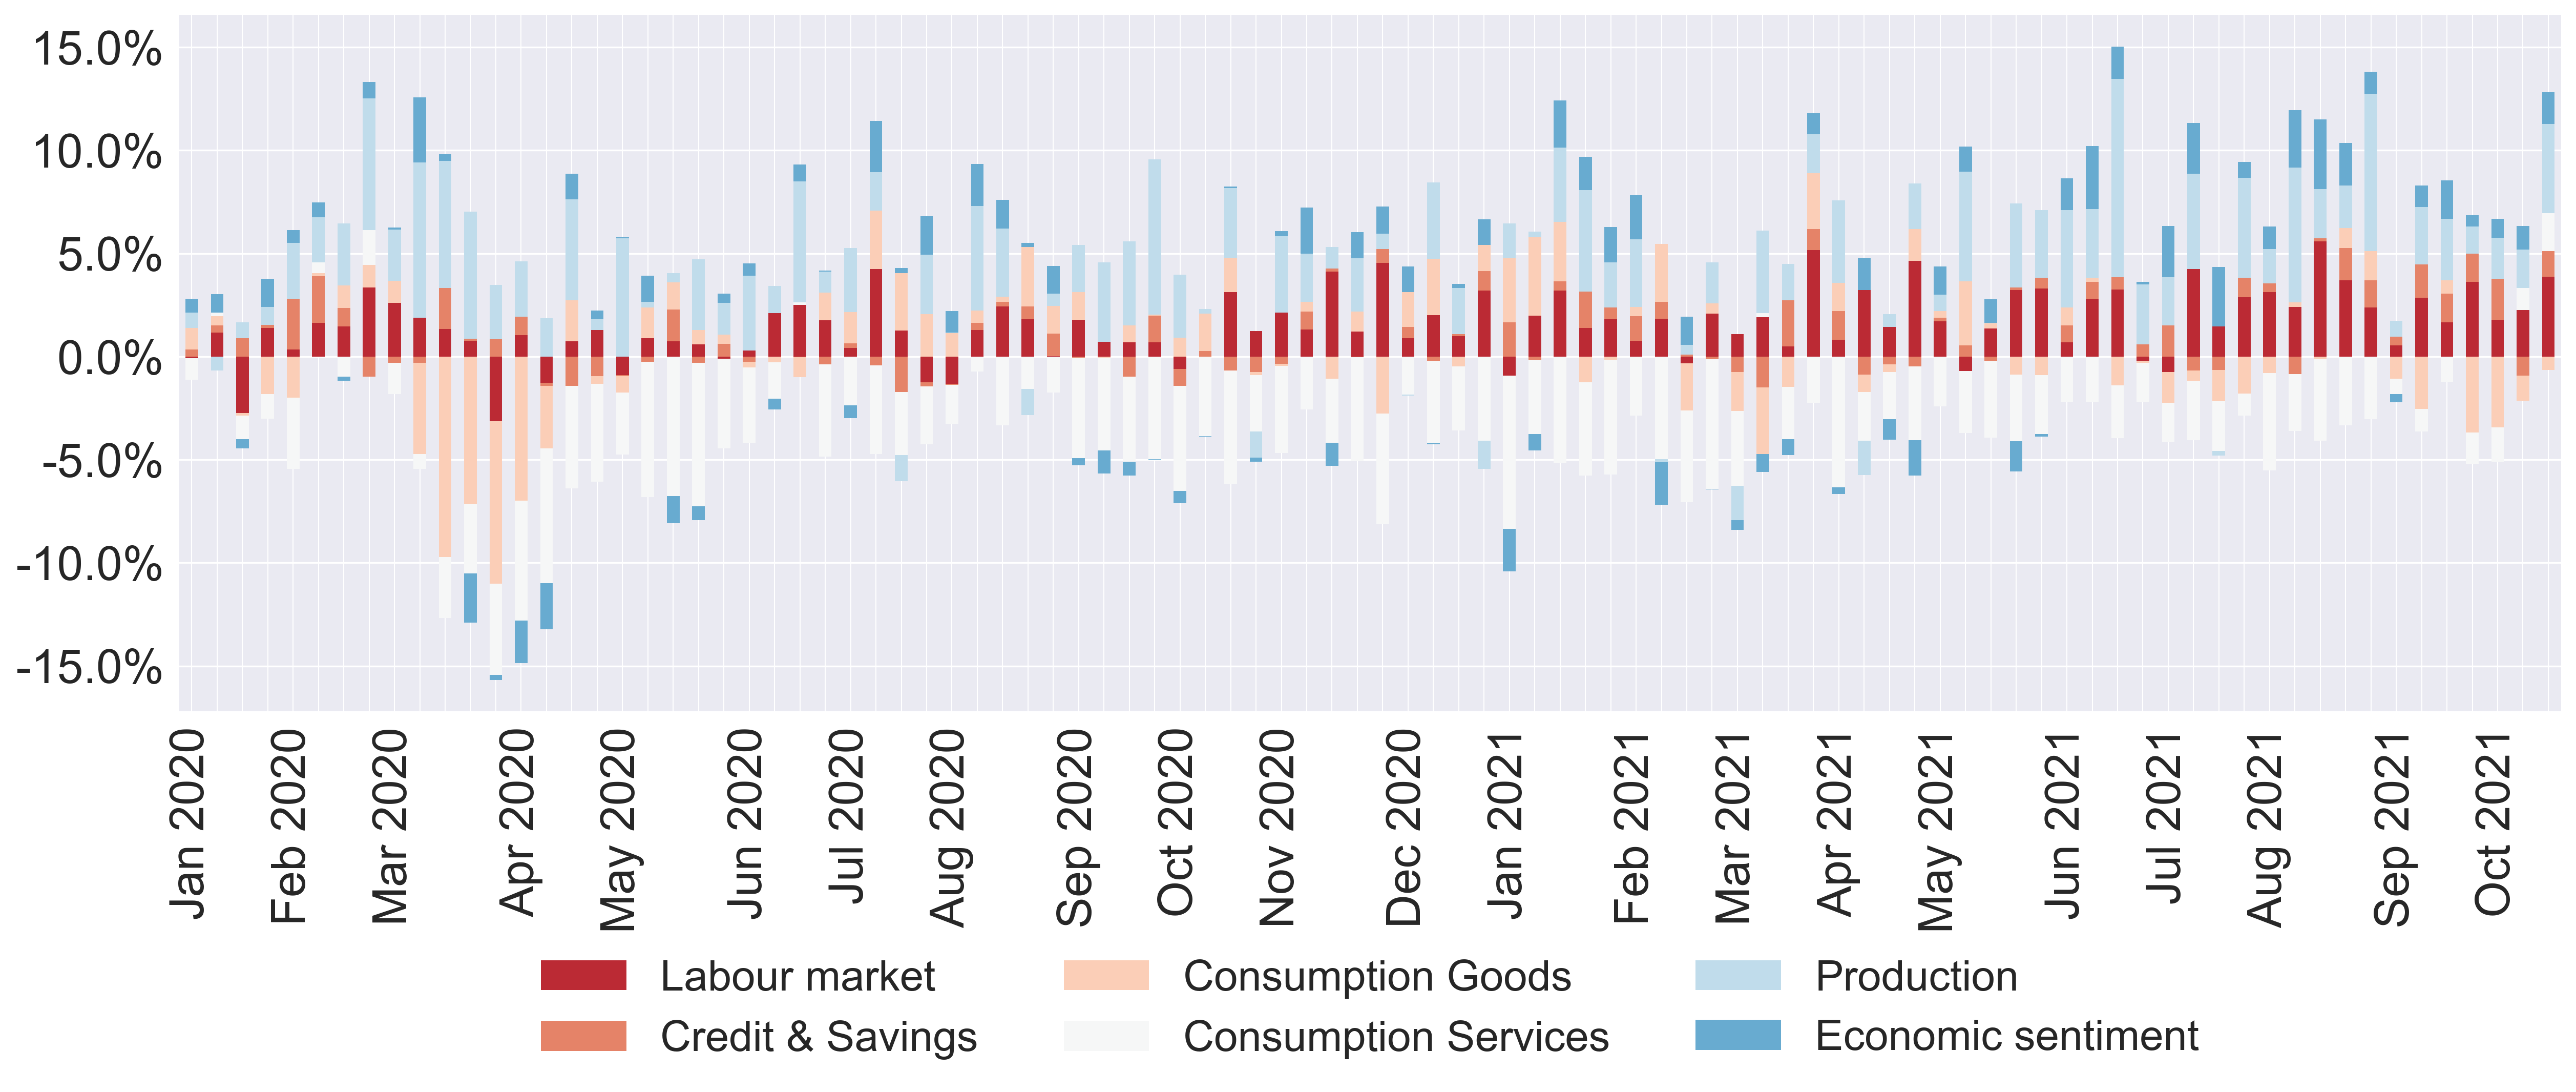 15.0%
10.0%
5.0%
0.0%
-5.0%
-10.0%
-15.0%
Jan 2020
Feb 2020
Mar 2020
Apr 2020
May 2020
Jun 2020
Jul 2020
Aug 2020
Sep 2020
Oct 2020
Nov 2020
Dec 2020
Jan 2021
Feb 2021
Mar 2021
Apr 2021
May 2021
Jun 2021
Jul 2021
Aug 2021
Sep 2021
Oct 2021
Labour market
Consumption Goods
Production
Credit & Savings
Consumption Services
Economic sentiment